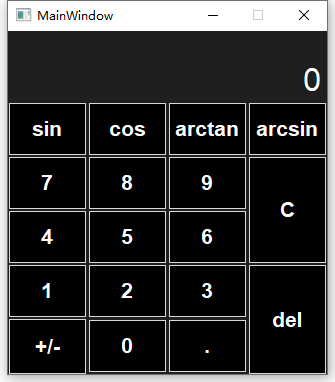 MainWindow
0
sin cos arctan arcsin
7 8 9 C
4 5 6
1 2 3 del
+/- 0 .